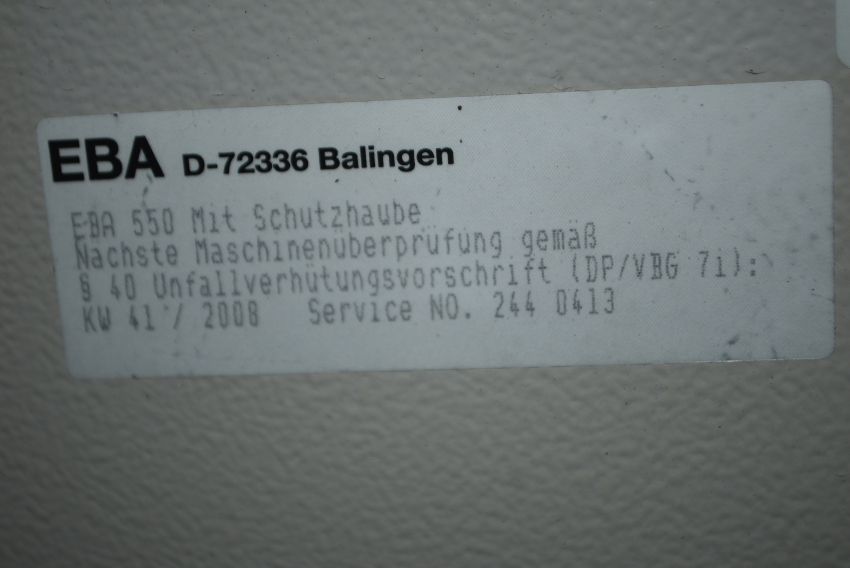 EBA D-72336 Balingen
EBA 550 Mit Schutzhaube
Nächste Maschinenüberprüfung gemäß
§ 40 Unfallverhütungsvorschrift (DP/VBG 7i):
KW 41 / 2008 Service NO. 244 0413